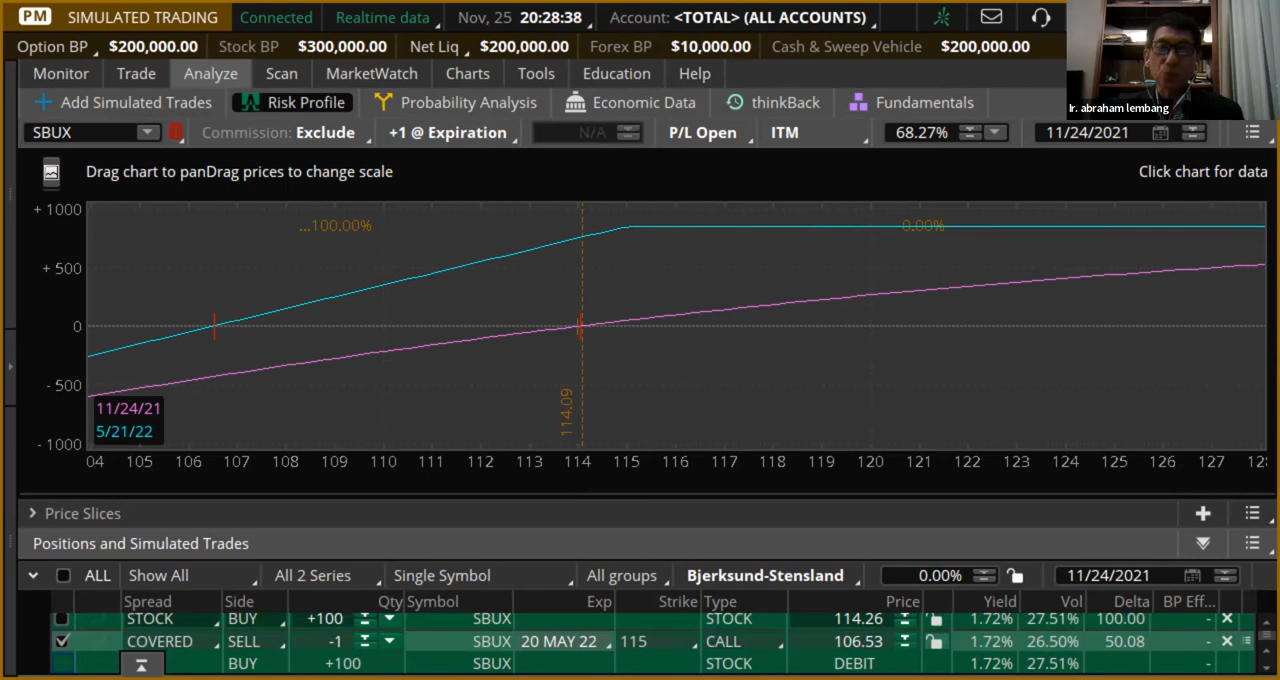 PM SIMULATED TRADING Connected Realtime data Nov, 25 20:28:38 Account: <TOTAL> (ALL ACCOUNTS)
Option BP $200,000.00 Stock BP $300,000.00 Net Liq $200,000.00 Forex BP $10,000.00 Cash & Sweep Vehicle $200,000.00
Ir. abraham lembang
Monitor Trade Analyze Scan MarketWatch Charts Tools Education Help
Add Simulated Trades Risk Profile Probability Analysis Economic Data thinkBack Fundamentals
SBUX Commission: Exclude +1 @ Expiration N/A P/L Open ITM 68.27% 11/24/2021
Drag chart to panDrag prices to change scale Click chart for data
+ 1000
...100.00% 0.00%
+ 500
0
- 500
114.09
11/24/21
5/21/22
- 1000
04 105 106 107 108 109 110 111 112 113 114 115 116 117 118 119 120 121 122 123 124 125 126 127
Price Slices
Positions and Simulated Trades
ALL Show All All 2 Series Single Symbol All groups Bjerksund-Stensland 0.00% 11/24/2021
Spread Side Qty Symbol Exp Strike Type Price Yield Vol Delta BP Eff...
STOCK BUY +100 SBUX STOCK 114.26 1.72% 27.51% 100.00 -
COVERED SELL -1 SBUX 20 MAY 22 115 CALL 106.53 1.72% 26.50% 50.08 -
BUY +100 SBUX STOCK DEBIT 1.72% 27.51% -